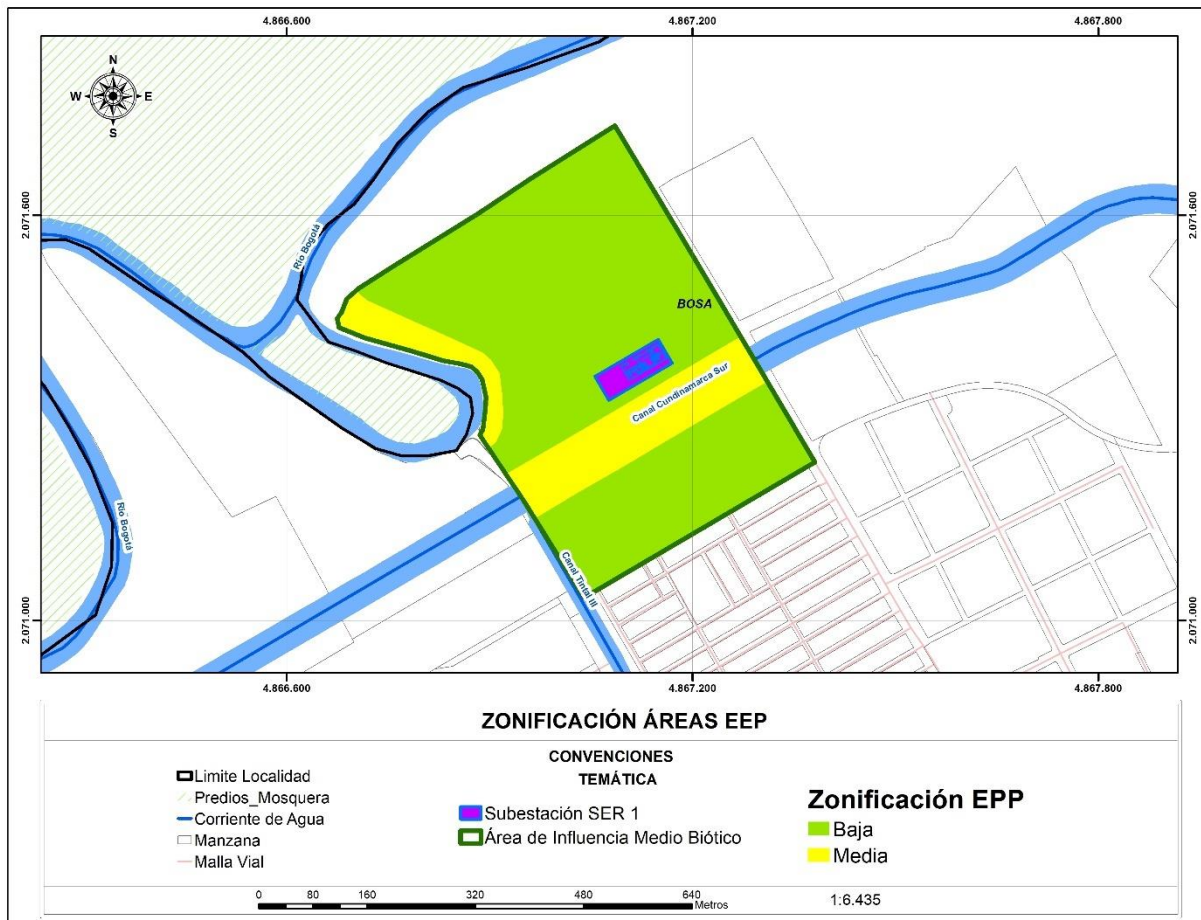 4.866.600 4.867.200 4.867.800
N
W E
S
2.071.600 2.071.600
Río Bogotá
BOSA
Canal Cundinamarca Sur
Río Bogotá
Canal Tintal III
2.071.000 2.071.000
4.866.600 4.867.200 4.867.800
ZONIFICACIÓN ÁREAS EEP
CONVENCIONES
TEMÁTICA
Limite Localidad
Predios_Mosquera
Corriente de Agua
Manzana
Malla Vial
Subestación SER 1
Área de Influencia Medio Biótico
Zonificación EPP
Baja
Media
0 80 160 320 480 640
Metros
1:6.435